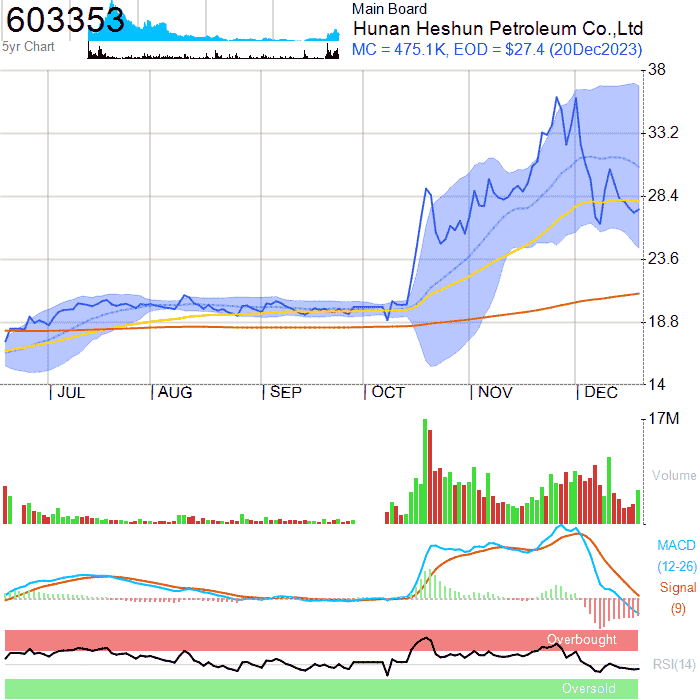 603353
5yr Chart
Main Board
Hunan Heshun Petroleum Co.,Ltd
MC = 475.1K, EOD = $27.4 (20Dec2023)
38
33.2
28.4
23.6
18.8
14
JUL AUG SEP OCT NOV DEC
17M
Volume
MACD
(12-26)
Signal
(9)
Overbought
RSI(14)
Oversold